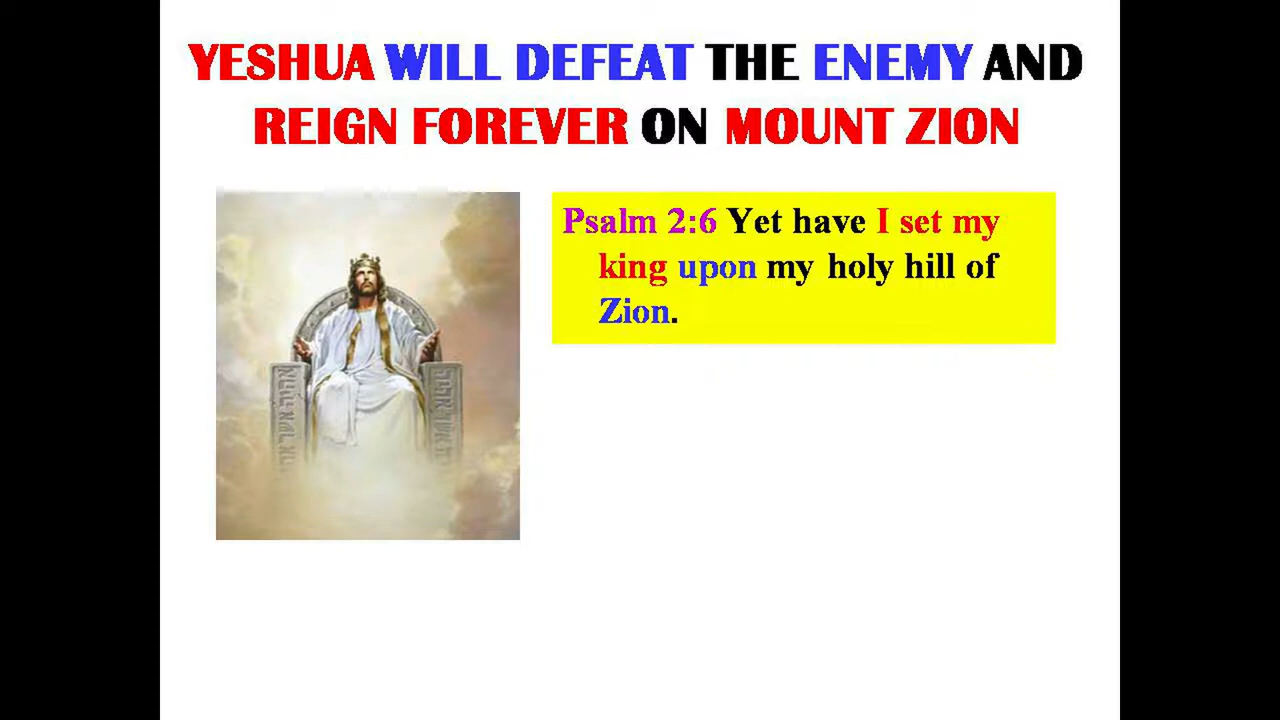 YESHUA WILL DEFEAT THE ENEMY AND
REIGN FOREVER ON MOUNT ZION
Psalm 2:6 Yet have I set my
king upon my holy hill of
Zion.